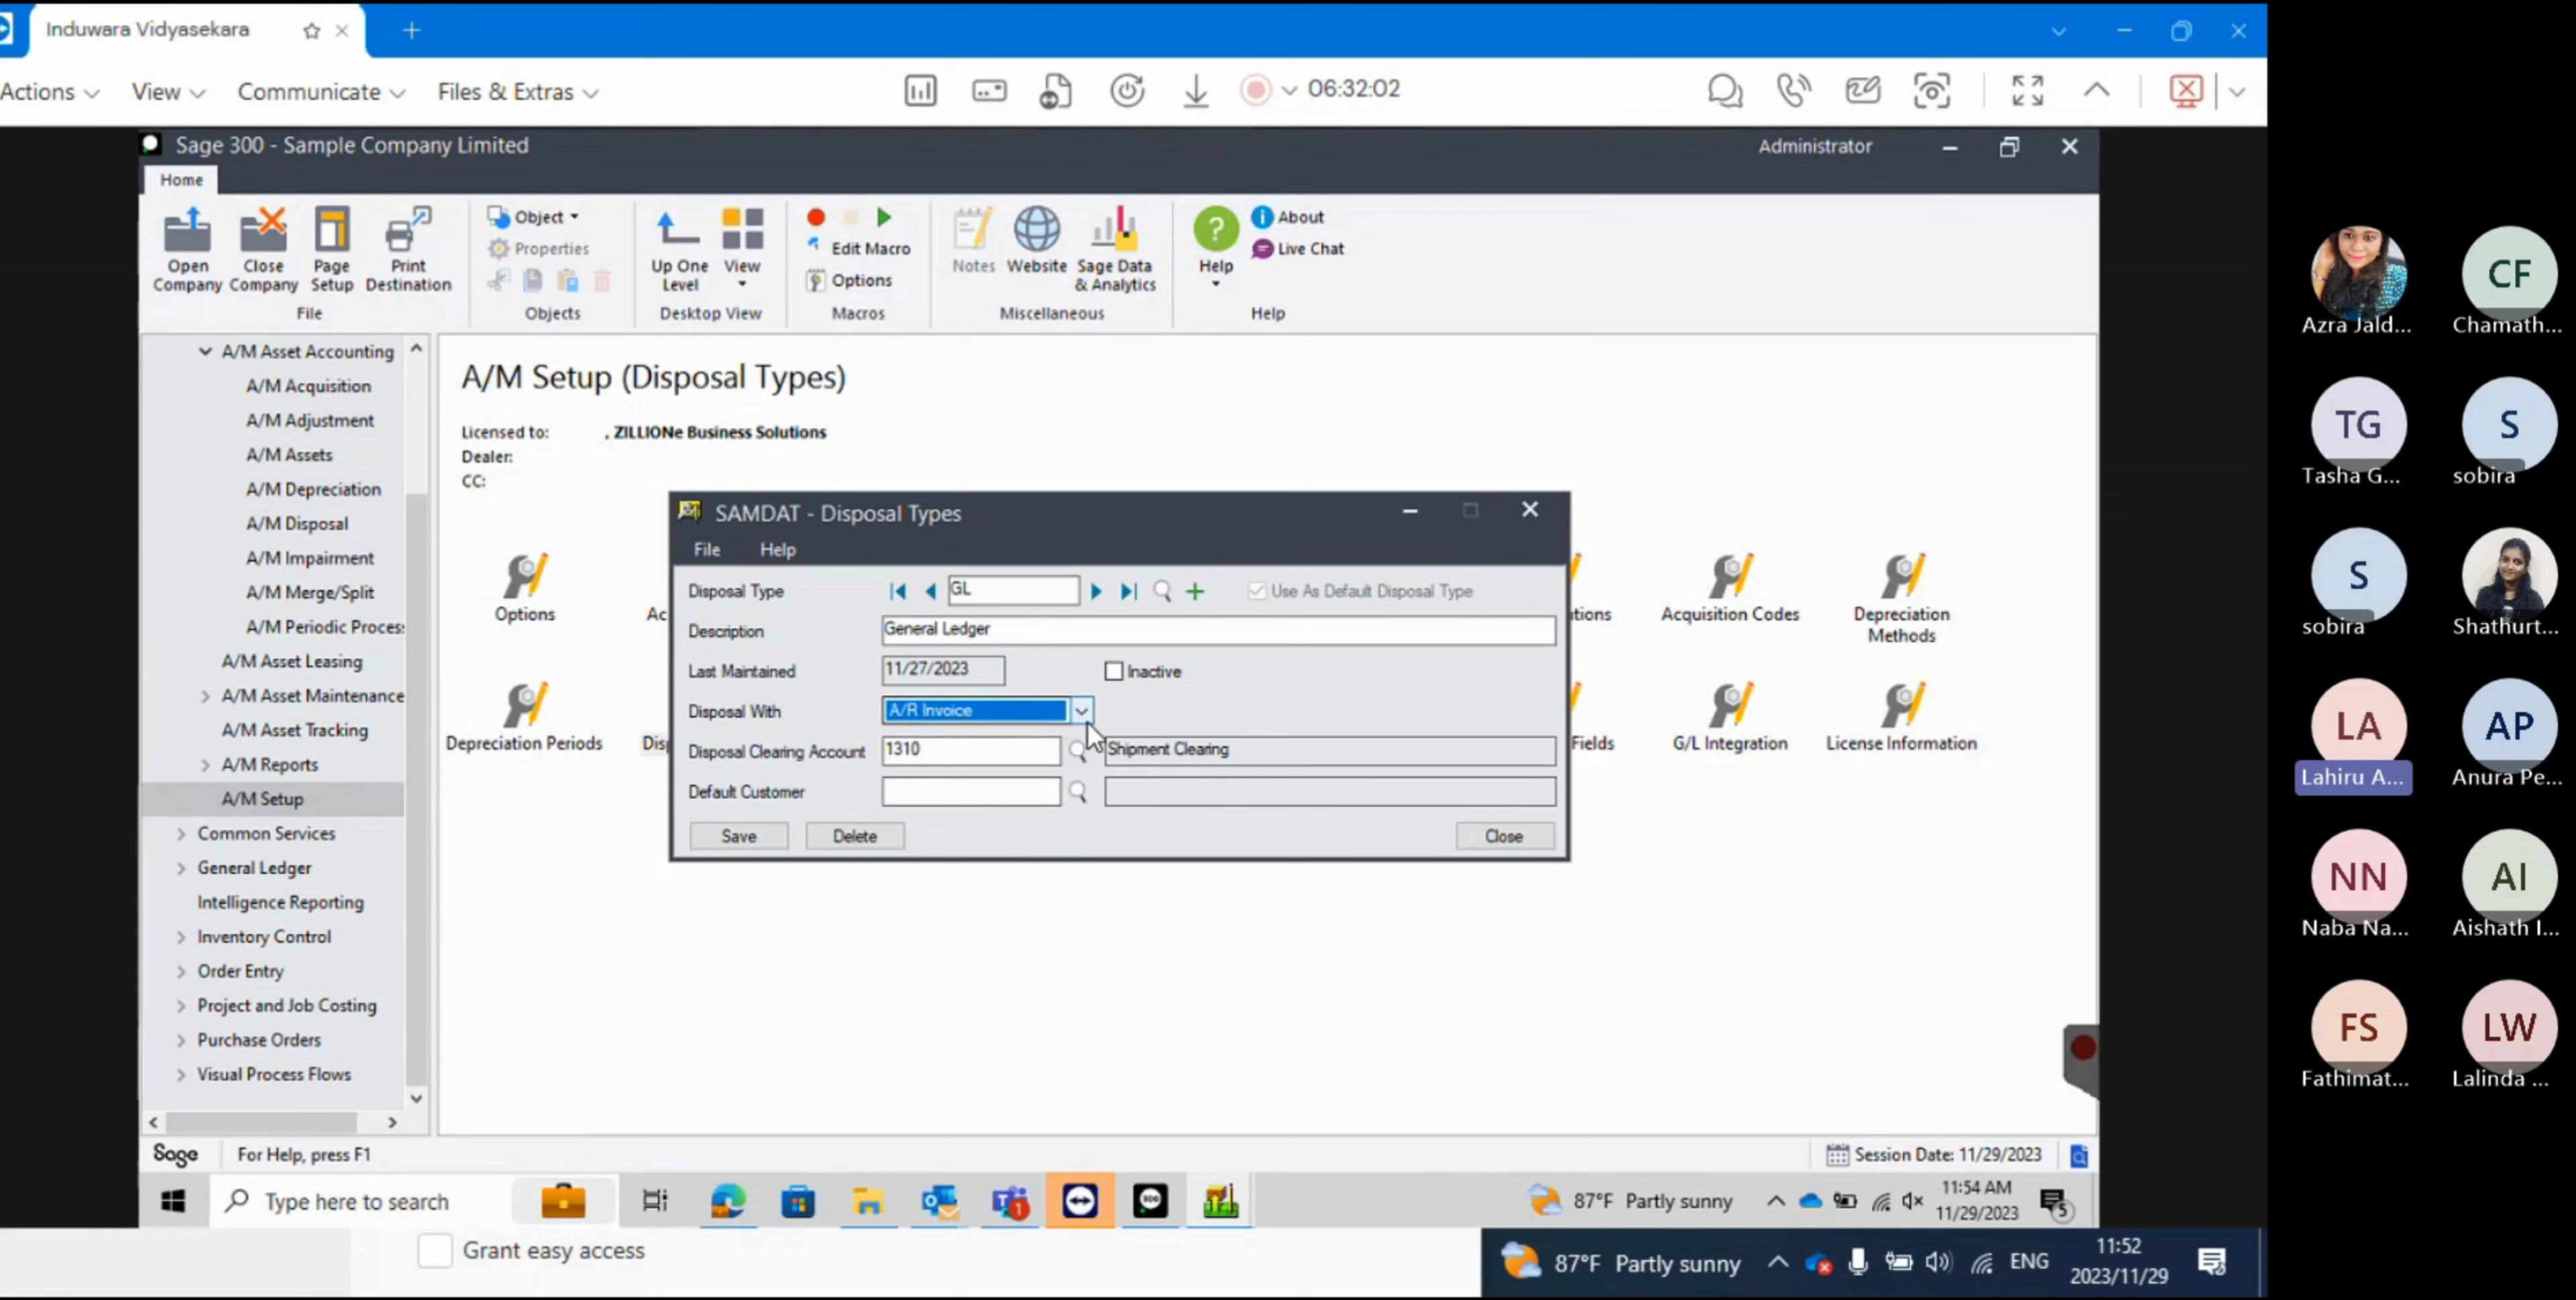 Induwara Vidyasekara
Actions View Communicate Files & Extras
06:32:02
Sage 300 - Sample Company Limited
Administrator
Home
Open Company
Close Company
Page Setup
Print Destination
File
Object
Properties
Objects
Up One Level
View
Desktop View
Edit Macro
Options
Macros
Notes
Website
Sage Data & Analytics
Miscellaneous
Help
About
Live Chat
Help
A/M Asset Accounting
A/M Acquisition
A/M Adjustment
A/M Assets
A/M Depreciation
A/M Disposal
A/M Impairment
A/M Merge/Split
A/M Periodic Proces
A/M Asset Leasing
A/M Asset Maintenance
A/M Asset Tracking
A/M Reports
A/M Setup
Common Services
General Ledger
Intelligence Reporting
Inventory Control
Order Entry
Project and Job Costing
Purchase Orders
Visual Process Flows
A/M Setup (Disposal Types)
Licensed to: , ZILLIONe Business Solutions
Dealer:
CC:
Options
Ac
tions
Acquisition Codes
Depreciation Methods
Depreciation Periods
Dis
Fields
G/L Integration
License Information
SAMDAT - Disposal Types
File Help
Disposal Type GL Use As Default Disposal Type
Description General Ledger
Last Maintained 11/27/2023 Inactive
Disposal With A/R Invoice
Disposal Clearing Account 1310 Shipment Clearing
Default Customer
Save Delete Close
Sage For Help, press F1
Session Date: 11/29/2023
Type here to search
300
1
87°F Partly sunny
11:54 AM
11/29/2023
5
Grant easy access
87°F Partly sunny
ENG
11:52
2023/11/29
Azra Jald...
CF
Chamath...
TG
Tasha G...
S
sobira
S
sobira
Shathurt...
LA
Lahiru A...
AP
Anura Pe...
NN
Naba Na...
AI
Aishath I...
FS
Fathimat...
LW
Lalinda ...